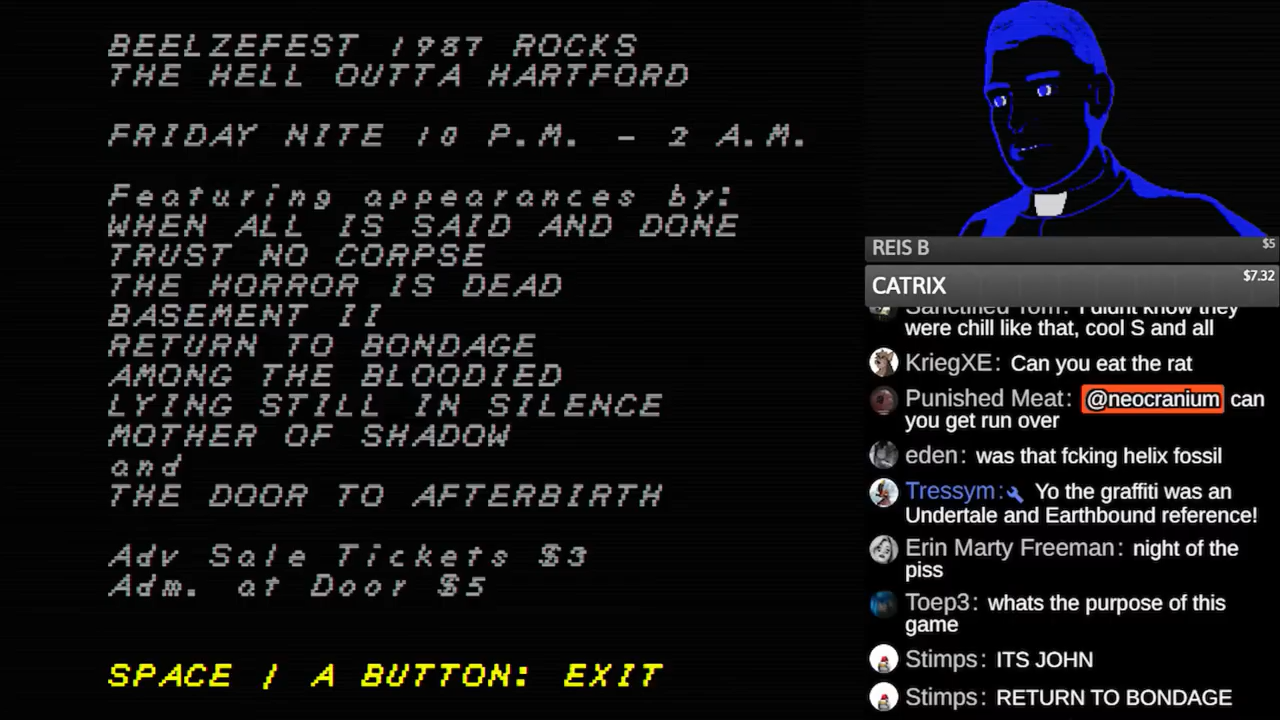 BEELZEFEST 1987 ROCKS
THE HELL OUTTA HARTFORD
FRIDAY NITE 10 P.M. - 2 A.M.
Featuring appearances by:
WHEN ALL IS SAID AND DONE
TRUST NO CORPSE
THE HORROR IS DEAD
BASEMENT II
RETURN TO BONDAGE
AMONG THE BLOODIED
LYING STILL IN SILENCE
MOTHER OF SHADOW
and
THE DOOR TO AFTERBIRTH
Adv Sale Tickets $3
Adm. at Door $5
SPACE / A BUTTON: EXIT
REIS B $5
CATRIX $7.32
Sanctified Tom: I didnt know they
were chill like that, cool S and all
KriegXE: Can you eat the rat
Punished Meat: @neocranium can
you get run over
eden: was that fcking helix fossil
Tressym: Yo the graffiti was an
Undertale and Earthbound reference!
Erin Marty Freeman: night of the
piss
Toep3: whats the purpose of this
game
Stimps: ITS JOHN
Stimps: RETURN TO BONDAGE